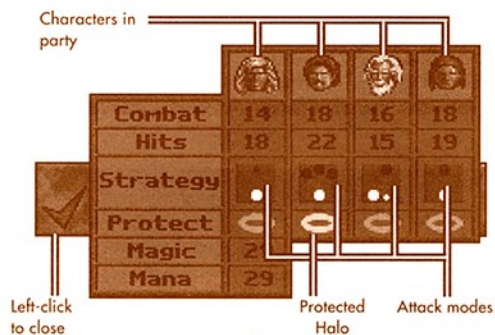 Characters in
party
Combat 14 18 16 18
Hits 18 22 15 19
Strategy
Protect
Magic 29
Mana 29
Left-click
to close
Protected
Halo
Attack modes